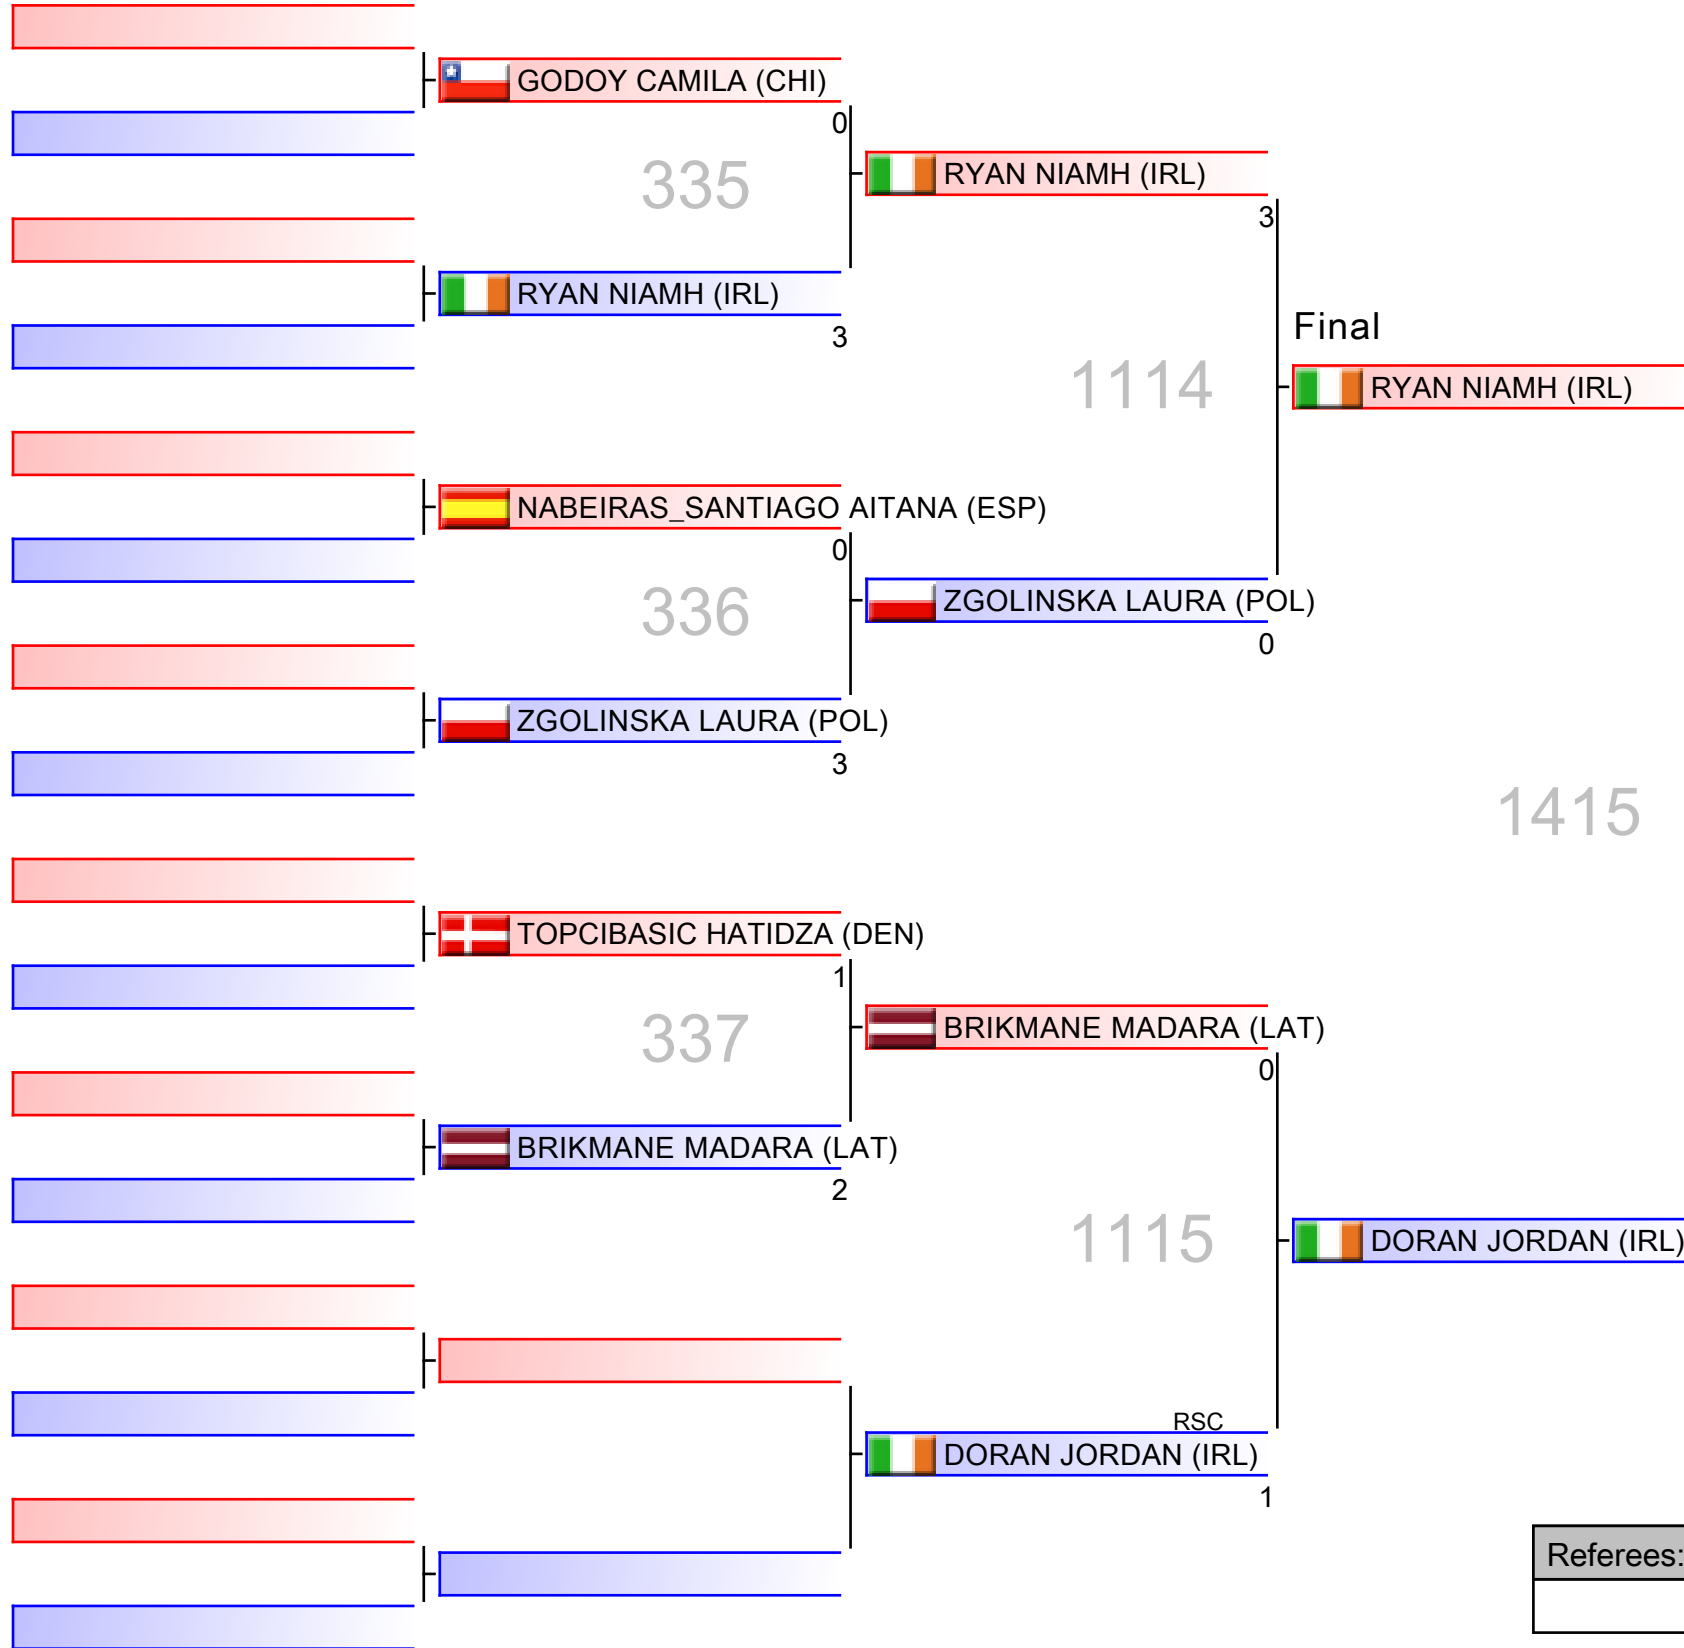 GODOY CAMILA (CHI)
0
335
RYAN NIAMH (IRL)
3
RYAN NIAMH (IRL)
3
Final
1114
RYAN NIAMH (IRL)
NABEIRAS_SANTIAGO AITANA (ESP)
0
336
ZGOLINSKA LAURA (POL)
0
ZGOLINSKA LAURA (POL)
3
1415
TOPCIBASIC HATIDZA (DEN)
1
337
BRIKMANE MADARA (LAT)
0
BRIKMANE MADARA (LAT)
2
1115
DORAN JORDAN (IRL)
RSC
DORAN JORDAN (IRL)
1
Referees: